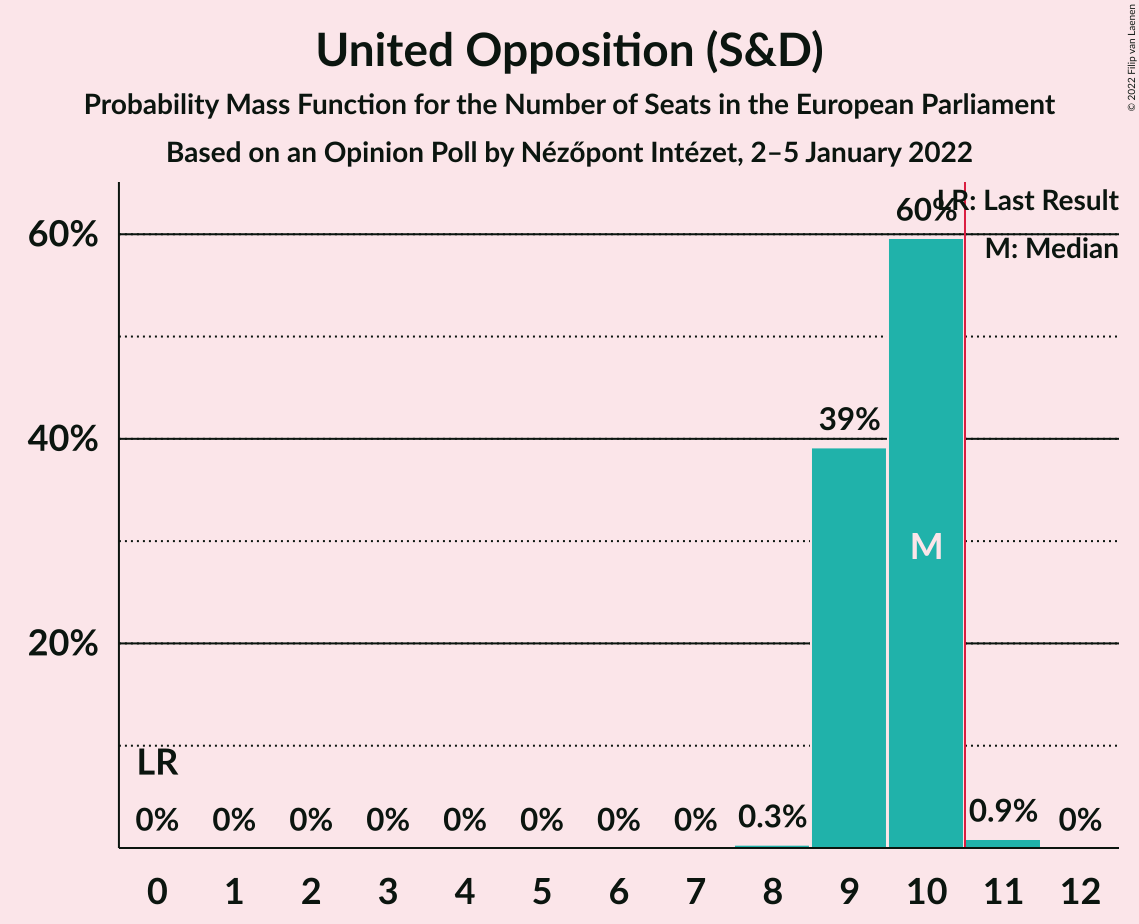 United Opposition (S&D)
Probability Mass Function for the Number of Seats in the European Parliament
Based on an Opinion Poll by Nézőpont Intézet, 2–5 January 2022
© 2022 Filip van Laenen
LR: Last Result
M: Median
60%
40%
20%
LR
0%
0%
0%
0%
0%
0%
0%
0%
0.3%
39%
60%
0.9%
0%
M
0 1 2 3 4 5 6 7 8 9 10 11 12